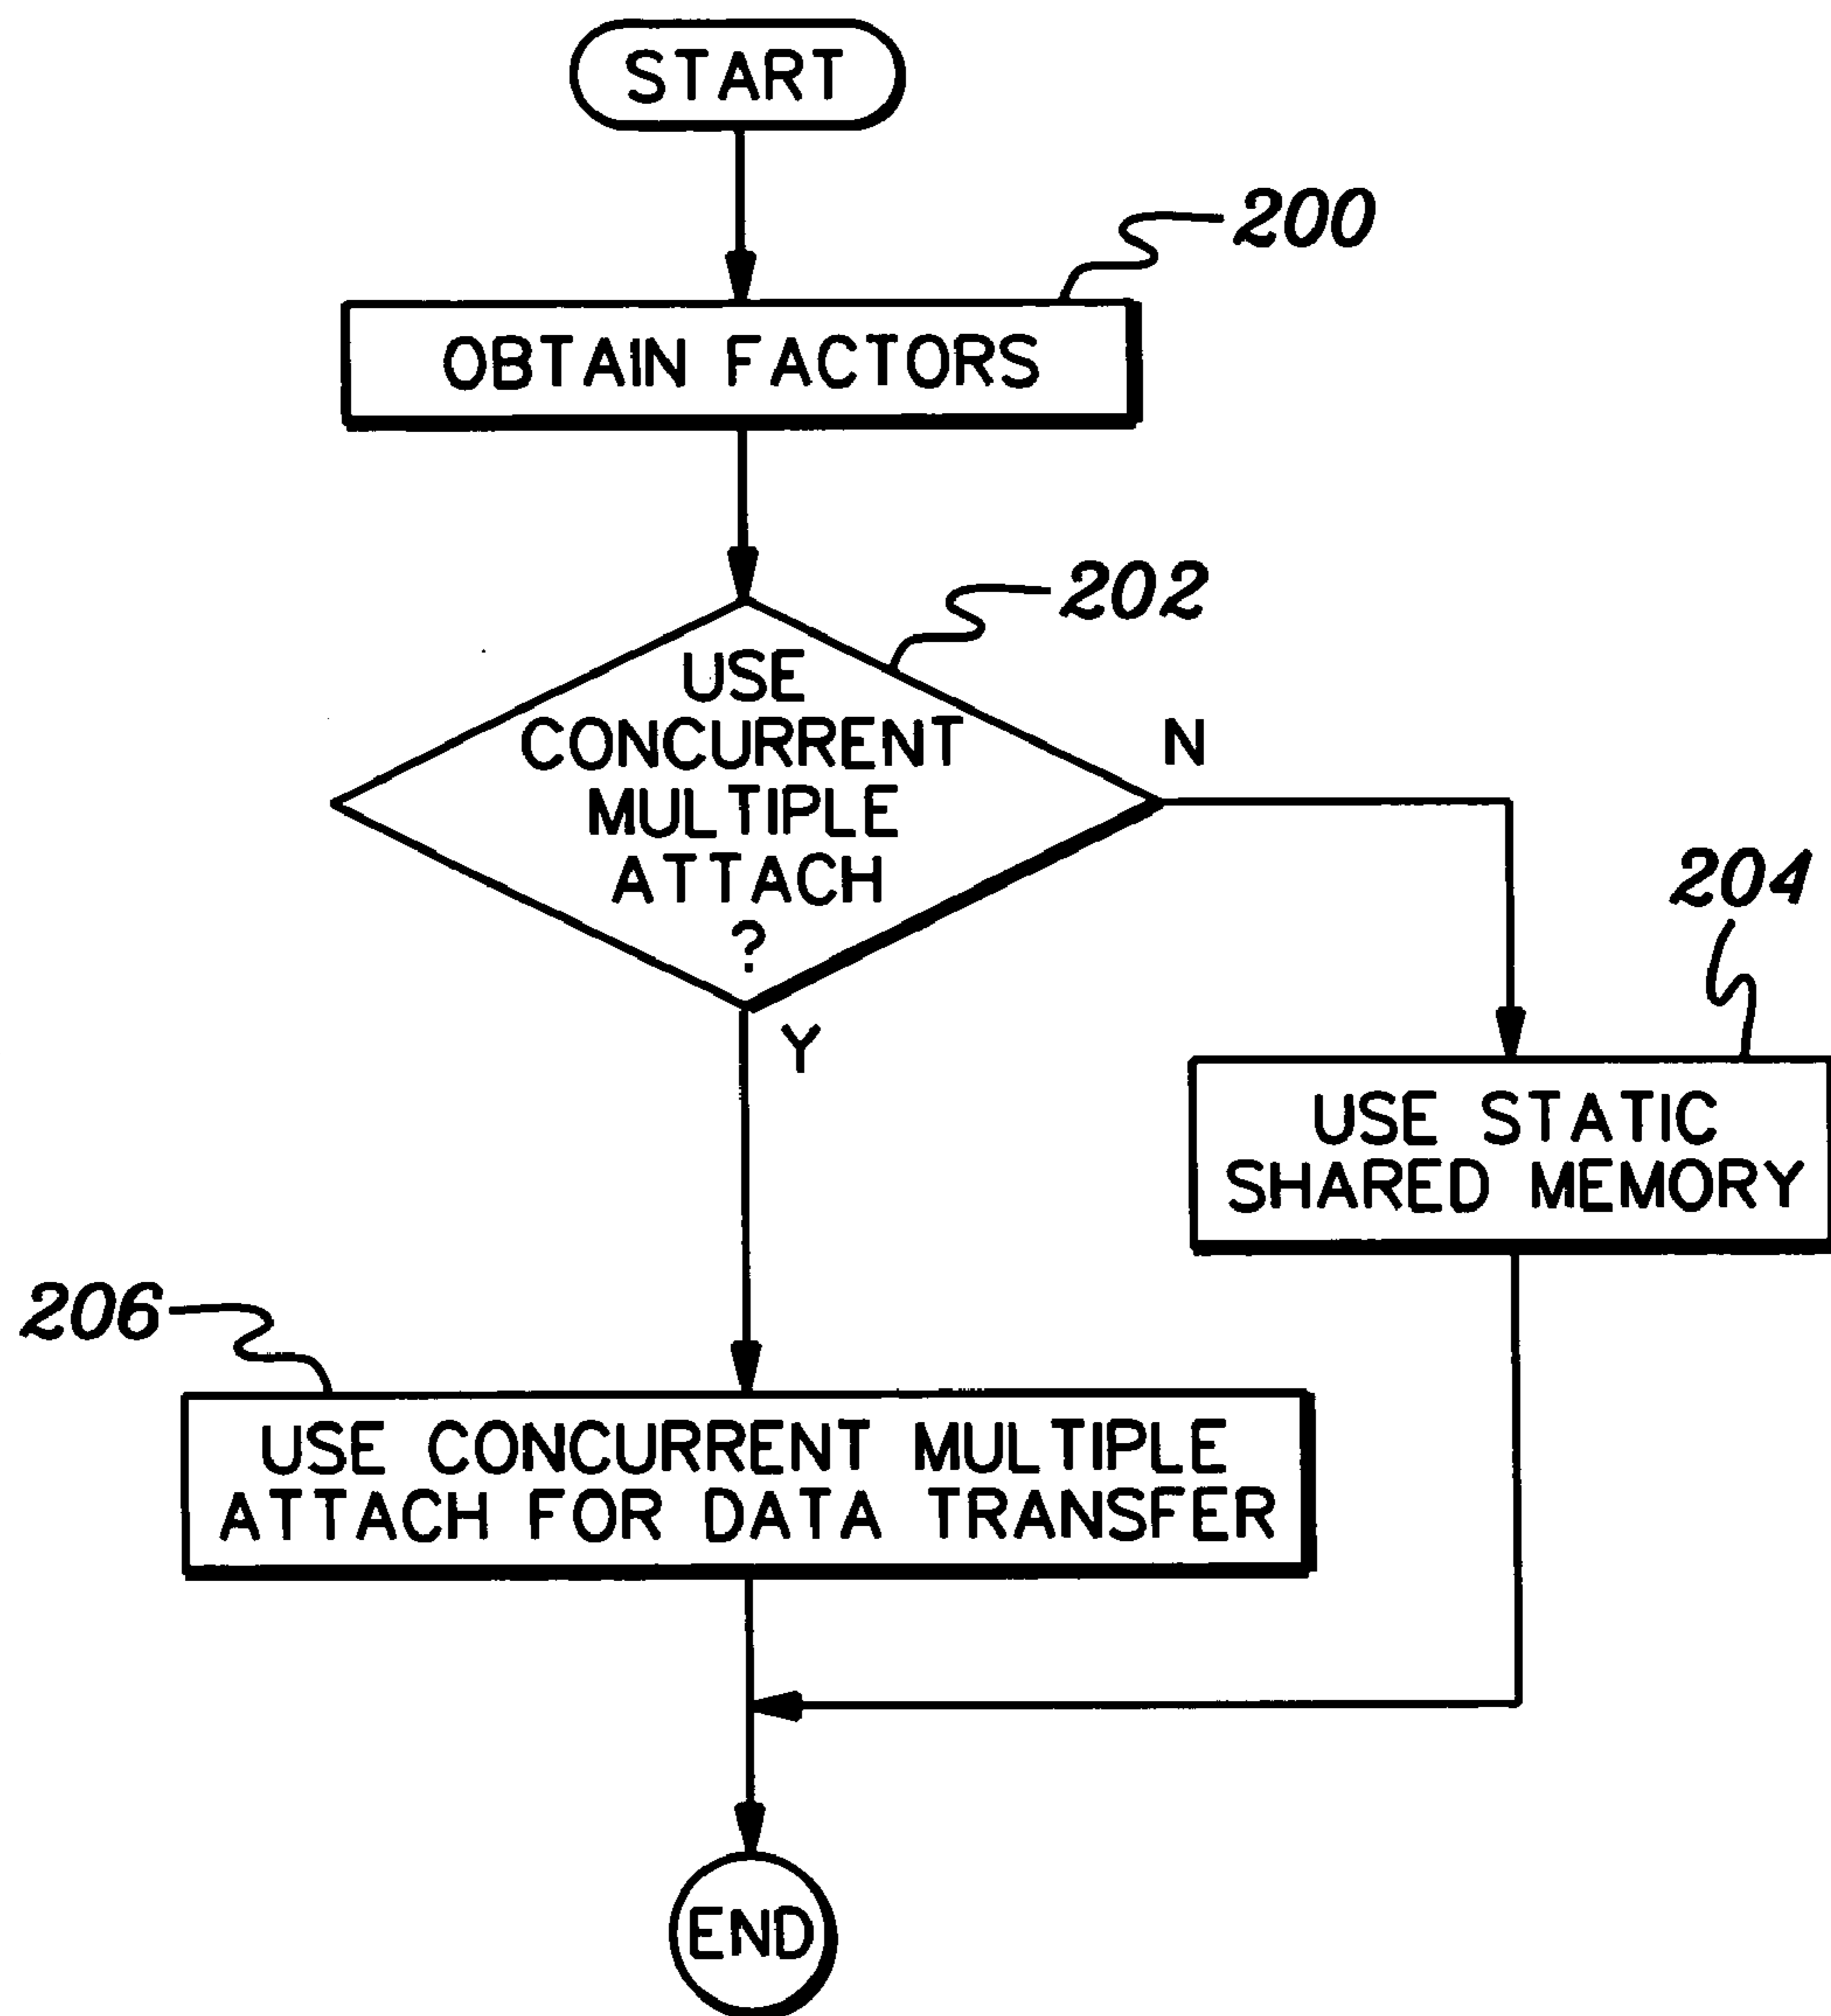 START
200
OBTAIN FACTORS
202
USE
CONCURRENT
MULTIPLE
ATTACH
?
N
Y
204
USE STATIC
SHARED MEMORY
206
USE CONCURRENT MULTIPLE
ATTACH FOR DATA TRANSFER
END